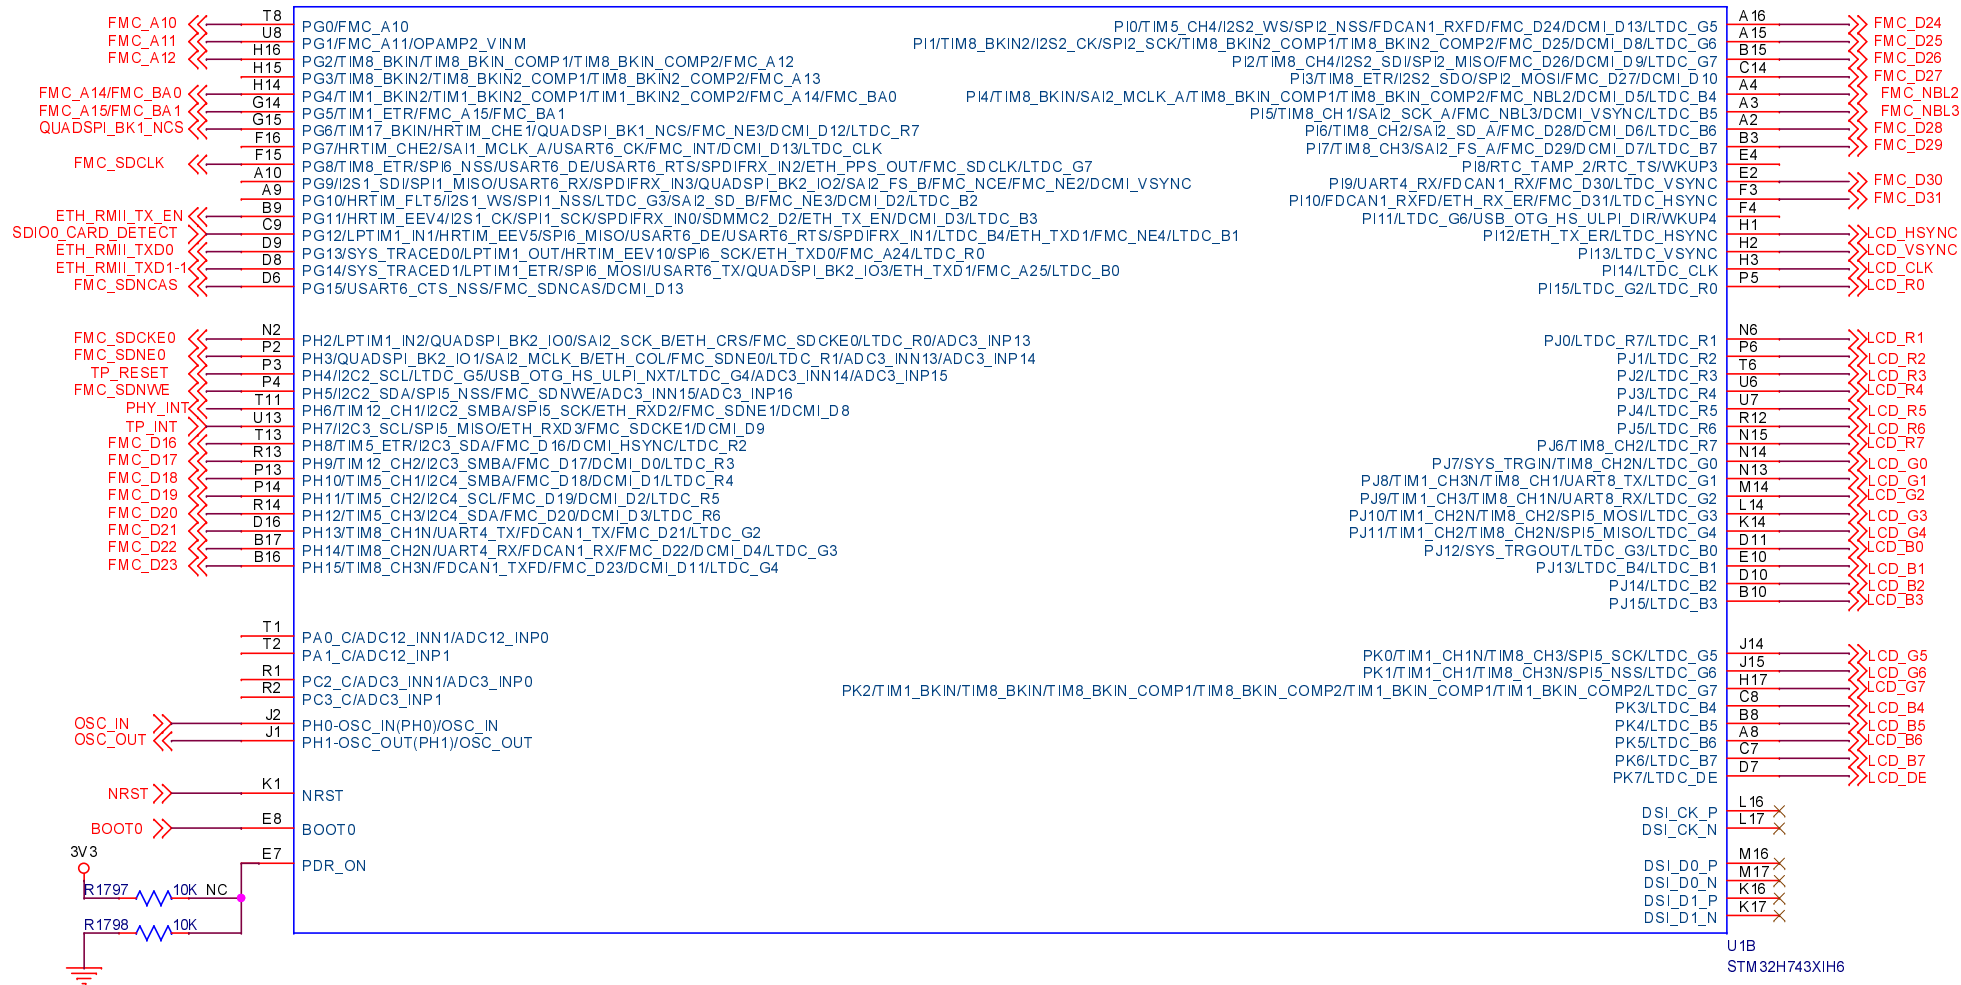 FMC_A10 T8 PG0/FMC_A10
FMC_A11 U8 PG1/FMC_A11/OPAMP2_VINM
FMC_A12 H16 PG2/TIM8_BKIN/TIM8_BKIN_COMP1/TIM8_BKIN_COMP2/FMC_A12
H15 PG3/TIM8_BKIN2/TIM8_BKIN2_COMP1/TIM8_BKIN2_COMP2/FMC_A13
FMC_A14/FMC_BA0 H14 PG4/TIM1_BKIN2/TIM1_BKIN2_COMP1/TIM1_BKIN2_COMP2/FMC_A14/FMC_BA0
FMC_A15/FMC_BA1 G14 PG5/TIM1_ETR/FMC_A15/FMC_BA1
QUADSPI_BK1_NCS G15 PG6/TIM17_BKIN/HRTIM_CHE1/QUADSPI_BK1_NCS/FMC_NE3/DCMI_D12/LTDC_R7
F16 PG7/HRTIM_CHE2/SAI1_MCLK_A/USART6_CK/FMC_INT/DCMI_D13/LTDC_CLK
FMC_SDCLK F15 PG8/TIM8_ETR/SPI6_NSS/USART6_DE/USART6_RTS/SPDIFRX_IN2/ETH_PPS_OUT/FMC_SDCLK/LTDC_G7
A10 PG9/I2S1_SDI/SPI1_MISO/USART6_RX/SPDIFRX_IN3/QUADSPI_BK2_IO2/SAI2_FS_B/FMC_NCE/FMC_NE2/DCMI_VSYNC
A9 PG10/HRTIM_FLT5/I2S1_WS/SPI1_NSS/LTDC_G3/SAI2_SD_B/FMC_NE3/DCMI_D2/LTDC_B2
ETH_RMII_TX_EN B9 PG11/HRTIM_EEV4/I2S1_CK/SPI1_SCK/SPDIFRX_IN0/SDMMC2_D2/ETH_TX_EN/DCMI_D3/LTDC_B3
SDIO0_CARD_DETECT C9 PG12/LPTIM1_IN1/HRTIM_EEV5/SPI6_MISO/USART6_DE/USART6_RTS/SPDIFRX_IN1/LTDC_B4/ETH_TXD1/FMC_NE4/LTDC_B1
ETH_RMII_TXD0 D9 PG13/SYS_TRACED0/LPTIM1_OUT/HRTIM_EEV10/SPI6_SCK/ETH_TXD0/FMC_A24/LTDC_R0
ETH_RMII_TXD1-1 D8 PG14/SYS_TRACED1/LPTIM1_ETR/SPI6_MOSI/USART6_TX/QUADSPI_BK2_IO3/ETH_TXD1/FMC_A25/LTDC_B0
FMC_SDNCAS D6 PG15/USART6_CTS_NSS/FMC_SDNCAS/DCMI_D13
FMC_SDCKE0 N2 PH2/LPTIM1_IN2/QUADSPI_BK2_IO0/SAI2_SCK_B/ETH_CRS/FMC_SDCKE0/LTDC_R0/ADC3_INP13
FMC_SDNE0 P2 PH3/QUADSPI_BK2_IO1/SAI2_MCLK_B/ETH_COL/FMC_SDNE0/LTDC_R1/ADC3_INN13/ADC3_INP14
TP_RESET P3 PH4/I2C2_SCL/LTDC_G5/USB_OTG_HS_ULPI_NXT/LTDC_G4/ADC3_INN14/ADC3_INP15
FMC_SDNWE P4 PH5/I2C2_SDA/SPI5_NSS/FMC_SDNWE/ADC3_INN15/ADC3_INP16
PHY_INT T11 PH6/TIM12_CH1/I2C2_SMBA/SPI5_SCK/ETH_RXD2/FMC_SDNE1/DCMI_D8
TP_INT U13 PH7/I2C3_SCL/SPI5_MISO/ETH_RXD3/FMC_SDCKE1/DCMI_D9
FMC_D16 T13 PH8/TIM5_ETR/I2C3_SDA/FMC_D16/DCMI_HSYNC/LTDC_R2
FMC_D17 R13 PH9/TIM12_CH2/I2C3_SMBA/FMC_D17/DCMI_D0/LTDC_R3
FMC_D18 P13 PH10/TIM5_CH1/I2C4_SMBA/FMC_D18/DCMI_D1/LTDC_R4
FMC_D19 P14 PH11/TIM5_CH2/I2C4_SCL/FMC_D19/DCMI_D2/LTDC_R5
FMC_D20 R14 PH12/TIM5_CH3/I2C4_SDA/FMC_D20/DCMI_D3/LTDC_R6
FMC_D21 D16 PH13/TIM8_CH1N/UART4_TX/FDCAN1_TX/FMC_D21/LTDC_G2
FMC_D22 B17 PH14/TIM8_CH2N/UART4_RX/FDCAN1_RX/FMC_D22/DCMI_D4/LTDC_G3
FMC_D23 B16 PH15/TIM8_CH3N/FDCAN1_TXFD/FMC_D23/DCMI_D11/LTDC_G4
T1 PA0_C/ADC12_INN1/ADC12_INP0
T2 PA1_C/ADC12_INP1
R1 PC2_C/ADC3_INN1/ADC3_INP0
R2 PC3_C/ADC3_INP1
OSC_IN J2 PH0-OSC_IN(PH0)/OSC_IN
OSC_OUT J1 PH1-OSC_OUT(PH1)/OSC_OUT
NRST K1 NRST
BOOT0 E8 BOOT0
3V3 E7 PDR_ON
R1797 10K NC
R1798 10K
PI0/TIM5_CH4/I2S2_WS/SPI2_NSS/FDCAN1_RXFD/FMC_D24/DCMI_D13/LTDC_G5 A16 FMC_D24
PI1/TIM8_BKIN2/I2S2_CK/SPI2_SCK/TIM8_BKIN2_COMP1/TIM8_BKIN2_COMP2/FMC_D25/DCMI_D8/LTDC_G6 A15 FMC_D25
PI2/TIM8_CH4/I2S2_SDI/SPI2_MISO/FMC_D26/DCMI_D9/LTDC_G7 B15 FMC_D26
PI3/TIM8_ETR/I2S2_SDO/SPI2_MOSI/FMC_D27/DCMI_D10 C14 FMC_D27
PI4/TIM8_BKIN/SAI2_MCLK_A/TIM8_BKIN_COMP1/TIM8_BKIN_COMP2/FMC_NBL2/DCMI_D5/LTDC_B4 A4 FMC_NBL2
PI5/TIM8_CH1/SAI2_SCK_A/FMC_NBL3/DCMI_VSYNC/LTDC_B5 A3 FMC_NBL3
PI6/TIM8_CH2/SAI2_SD_A/FMC_D28/DCMI_D6/LTDC_B6 A2 FMC_D28
PI7/TIM8_CH3/SAI2_FS_A/FMC_D29/DCMI_D7/LTDC_B7 B3 FMC_D29
PI8/RTC_TAMP_2/RTC_TS/WKUP3 E4
PI9/UART4_RX/FDCAN1_RX/FMC_D30/LTDC_VSYNC E2 FMC_D30
PI10/FDCAN1_RXFD/ETH_RX_ER/FMC_D31/LTDC_HSYNC F3 FMC_D31
PI11/LTDC_G6/USB_OTG_HS_ULPI_DIR/WKUP4 F4
PI12/ETH_TX_ER/LTDC_HSYNC H1 LCD_HSYNC
PI13/LTDC_VSYNC H2 LCD_VSYNC
PI14/LTDC_CLK H3 LCD_CLK
PI15/LTDC_G2/LTDC_R0 P5 LCD_R0
PJ0/LTDC_R7/LTDC_R1 N6 LCD_R1
PJ1/LTDC_R2 P6 LCD_R2
PJ2/LTDC_R3 T6 LCD_R3
PJ3/LTDC_R4 U6 LCD_R4
PJ4/LTDC_R5 U7 LCD_R5
PJ5/LTDC_R6 R12 LCD_R6
PJ6/TIM8_CH2/LTDC_R7 N15 LCD_R7
PJ7/SYS_TRGIN/TIM8_CH2N/LTDC_G0 N14 LCD_G0
PJ8/TIM1_CH3N/TIM8_CH1/UART8_TX/LTDC_G1 N13 LCD_G1
PJ9/TIM1_CH3/TIM8_CH1N/UART8_RX/LTDC_G2 M14 LCD_G2
PJ10/TIM1_CH2N/TIM8_CH2/SPI5_MOSI/LTDC_G3 L14 LCD_G3
PJ11/TIM1_CH2/TIM8_CH2N/SPI5_MISO/LTDC_G4 K14 LCD_G4
PJ12/SYS_TRGOUT/LTDC_G3/LTDC_B0 D11 LCD_B0
PJ13/LTDC_B4/LTDC_B1 E10 LCD_B1
PJ14/LTDC_B2 D10 LCD_B2
PJ15/LTDC_B3 B10 LCD_B3
PK0/TIM1_CH1N/TIM8_CH3/SPI5_SCK/LTDC_G5 J14 LCD_G5
PK1/TIM1_CH1/TIM8_CH3N/SPI5_NSS/LTDC_G6 J15 LCD_G6
PK2/TIM1_BKIN/TIM8_BKIN/TIM8_BKIN_COMP1/TIM8_BKIN_COMP2/TIM1_BKIN_COMP1/TIM1_BKIN_COMP2/LTDC_G7 H17 LCD_G7
PK3/LTDC_B4 C8 LCD_B4
PK4/LTDC_B5 B8 LCD_B5
PK5/LTDC_B6 A8 LCD_B6
PK6/LTDC_B7 C7 LCD_B7
PK7/LTDC_DE D7 LCD_DE
DSI_CK_P L16
DSI_CK_N L17
DSI_D0_P M16
DSI_D0_N M17
DSI_D1_P K16
DSI_D1_N K17
U1B
STM32H743XIH6